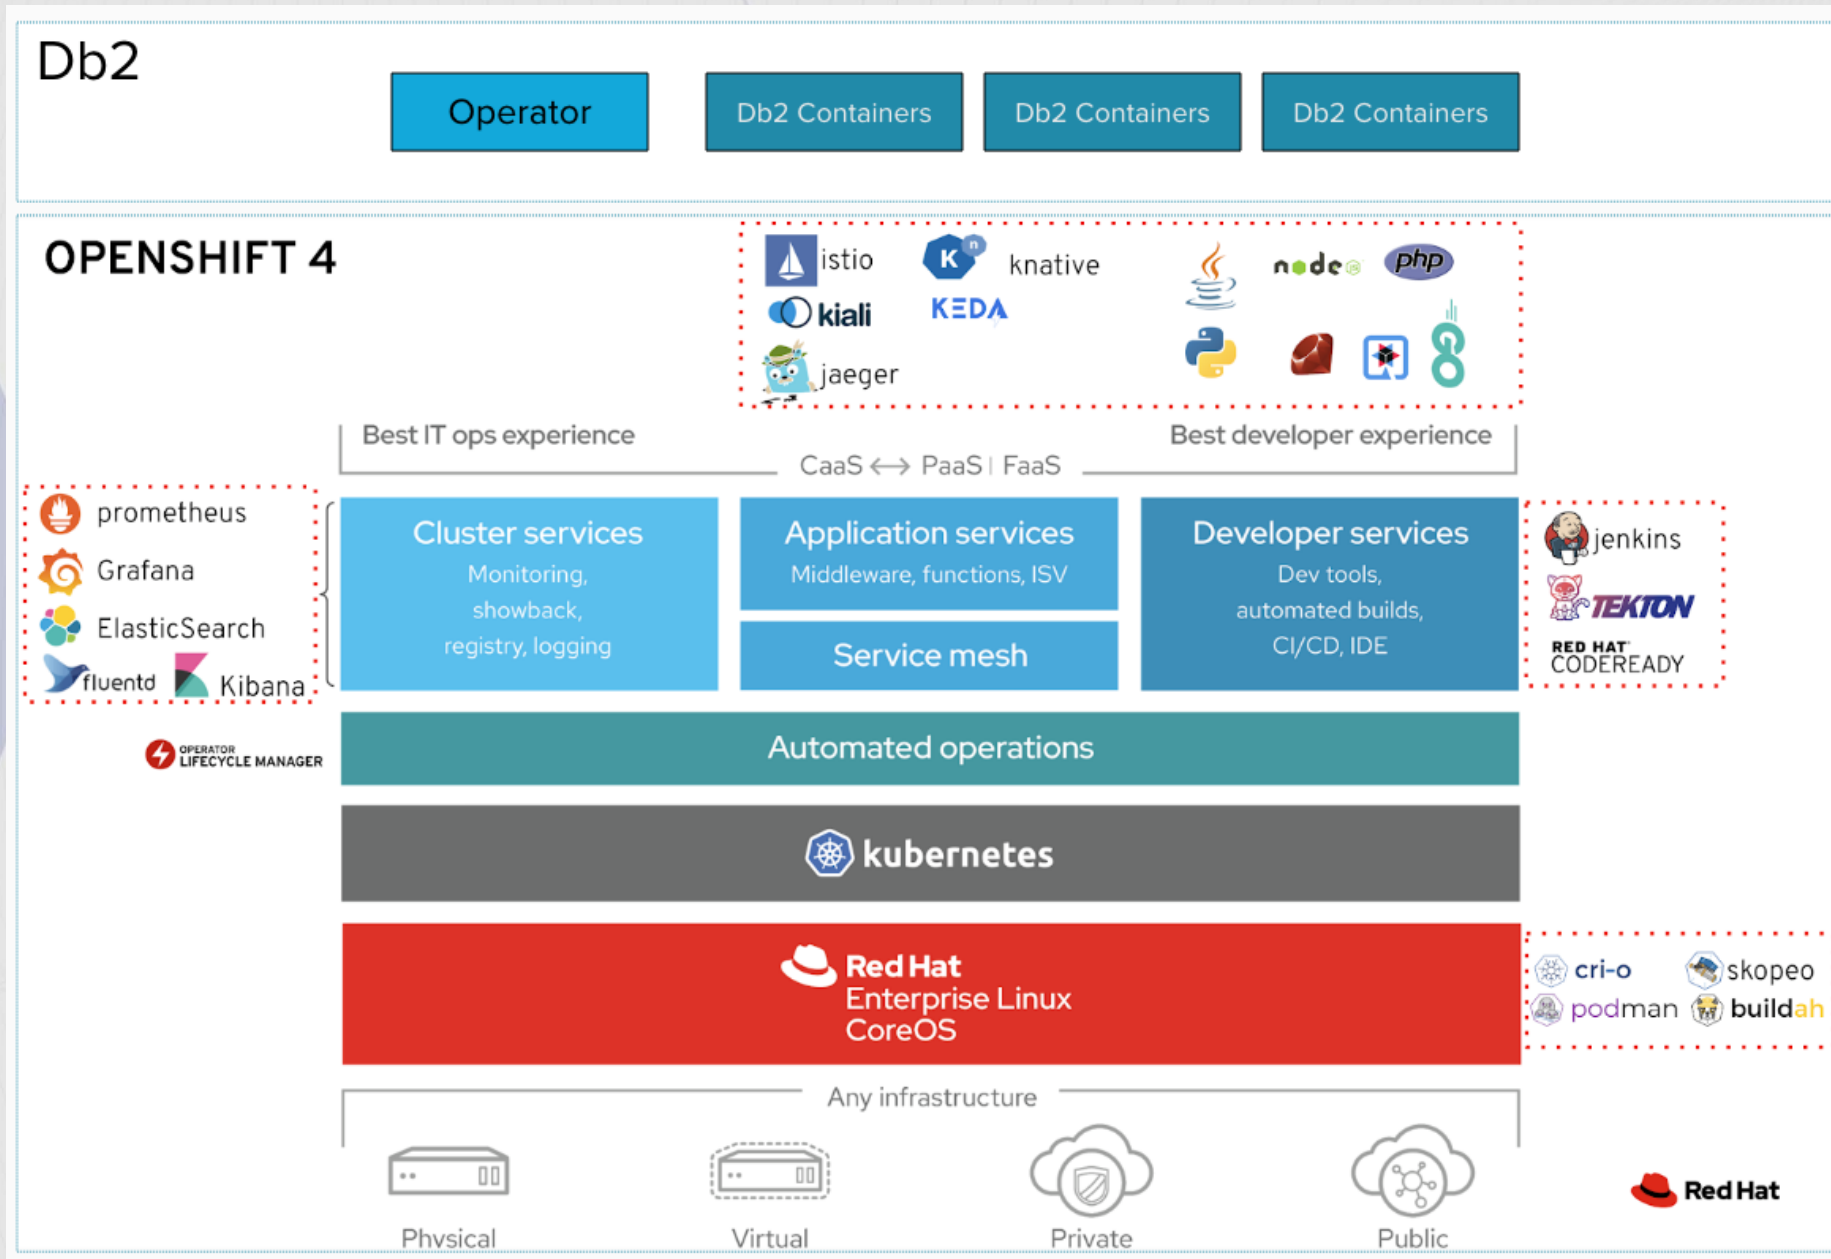 Db2
Operator
Db2 Containers
Db2 Containers
Db2 Containers
OPENSHIFT 4
istio
K n
knative
node JS
php
kiali
KEDA
jaeger
GO
Best IT ops experience
Best developer experience
CaaS ↔ PaaS | FaaS
prometheus
Grafana
ElasticSearch
fluentd
Kibana
Cluster services
Monitoring,
showback,
registry, logging
Application services
Middleware, functions, ISV
Service mesh
Developer services
Dev tools,
automated builds,
CI/CD, IDE
jenkins
TEKTON
RED HAT
CODEREADY
OPERATOR
LIFECYCLE MANAGER
Automated operations
kubernetes
Red Hat
Enterprise Linux
CoreOS
cri-o
skopeo
podman
buildah
Any infrastructure
Physical
Virtual
Private
Public
Red Hat